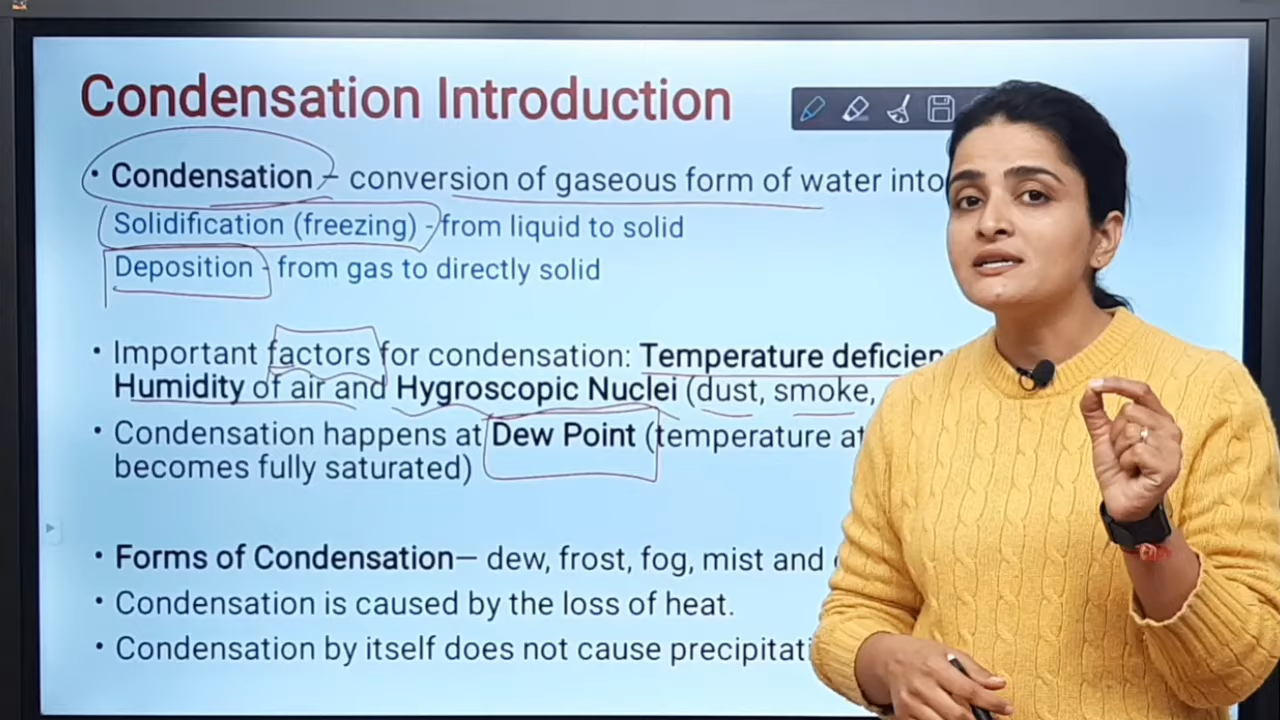 Condensation Introduction
• Condensation – conversion of gaseous form of water into
Solidification (freezing) - from liquid to solid
Deposition - from gas to directly solid
• Important factors for condensation: Temperature
Humidity of air and Hygroscopic Nuclei (dust, smoke,
• Condensation happens at Dew Point (temperature at
becomes fully saturated)
• Forms of Condensation— dew, frost, fog, mist and
• Condensation is caused by the loss of heat.
• Condensation by itself does not cause